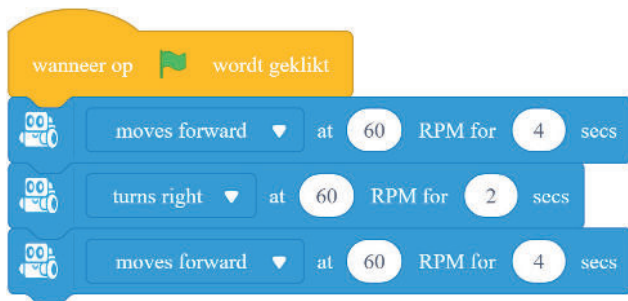 wanneer op wordt geklikt
moves forward at 60 RPM for 4 secs
turns right at 60 RPM for 2 secs
moves forward at 60 RPM for 4 secs